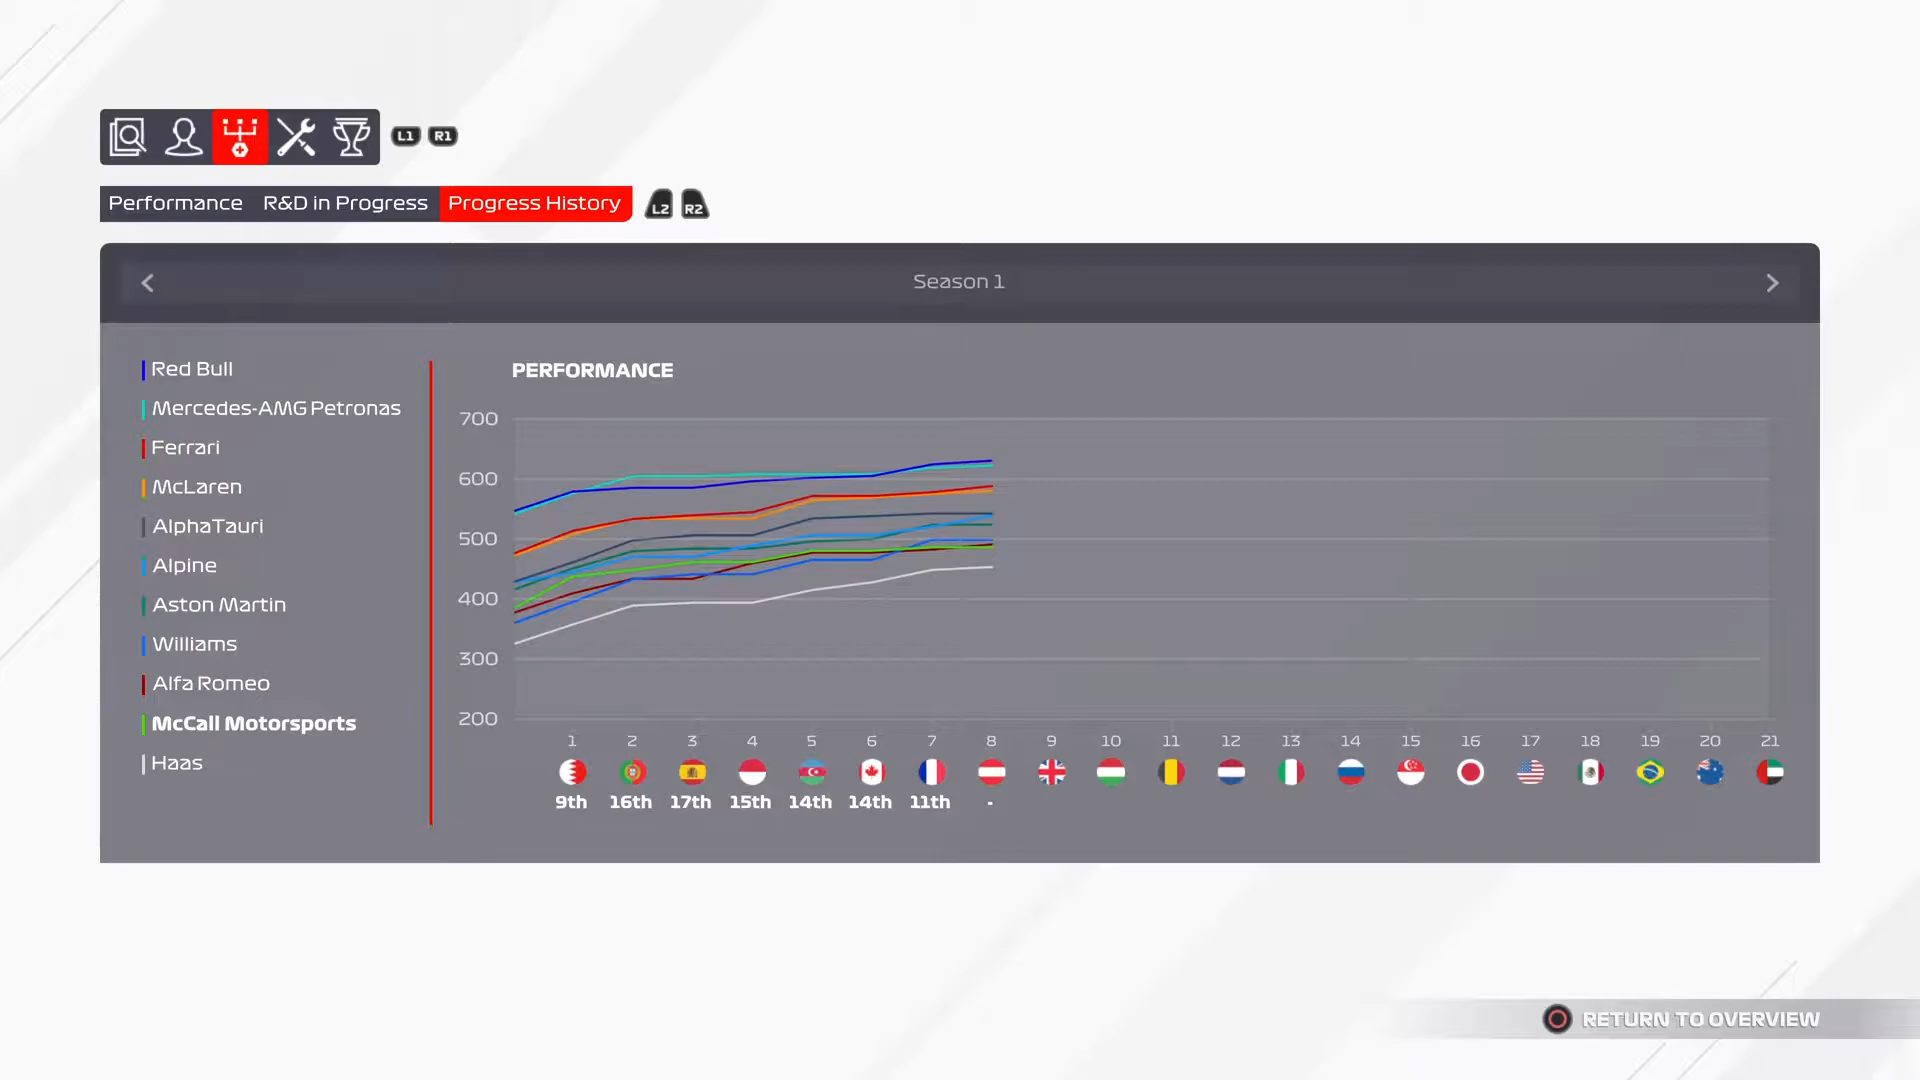 L1 R1
Performance R&D in Progress Progress History L2 R2
Season 1
Red Bull
Mercedes-AMG Petronas
Ferrari
McLaren
AlphaTauri
Alpine
Aston Martin
Williams
Alfa Romeo
McCall Motorsports
Haas
PERFORMANCE
700
600
500
400
300
200
1 2 3 4 5 6 7 8 9 10 11 12 13 14 15 16 17 18 19 20 21
9th 16th 17th 15th 14th 14th 11th -
RETURN TO OVERVIEW